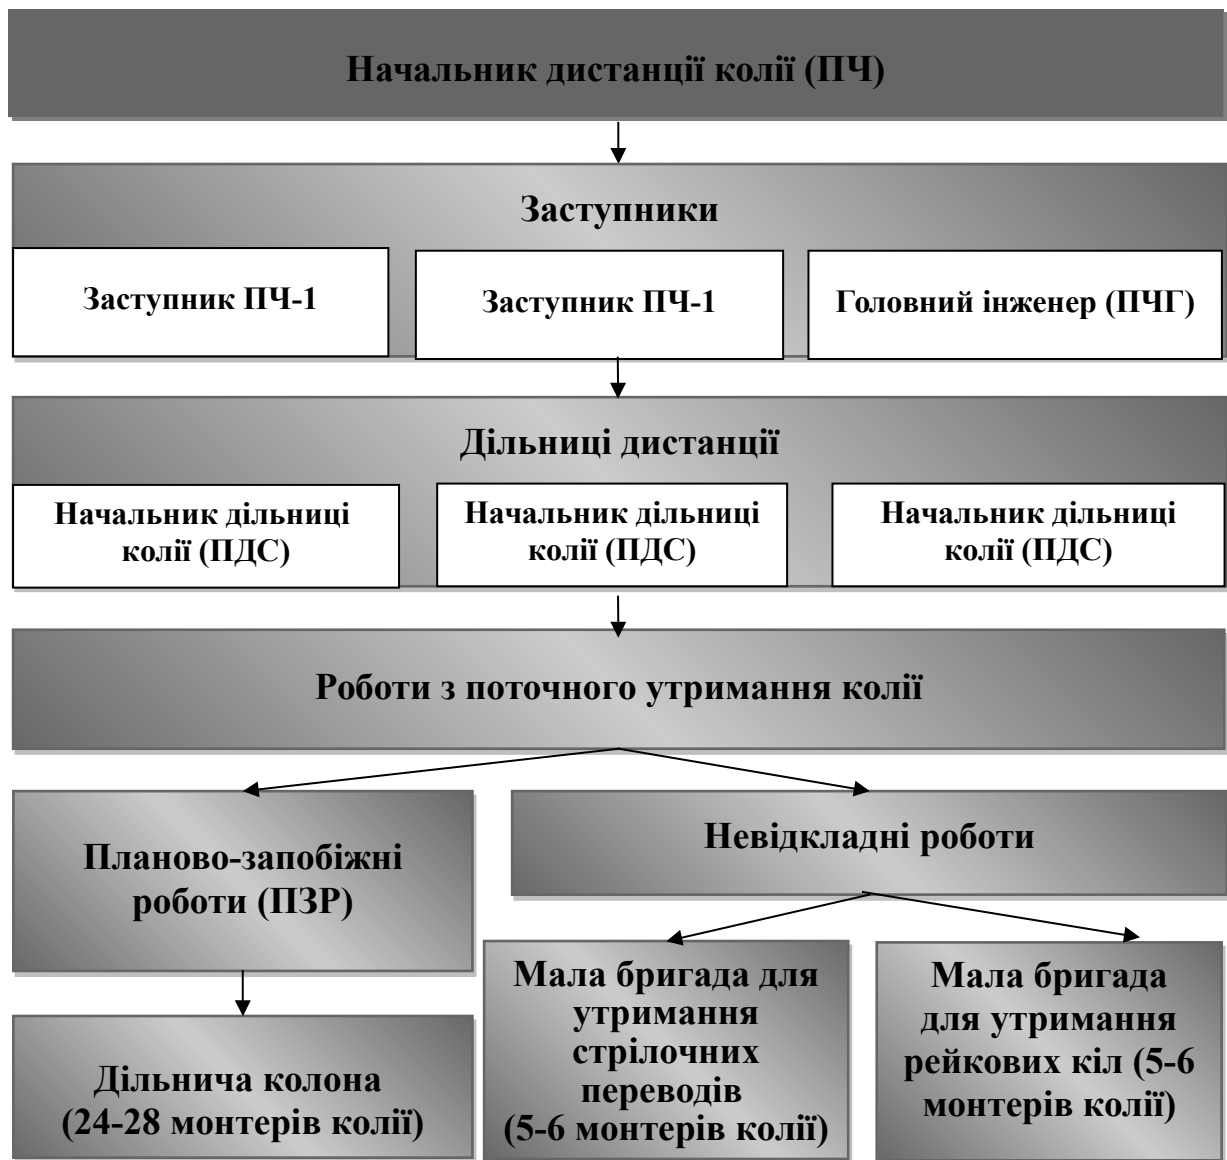 Начальник дистанції колії (ПЧ)
Заступники
Заступник ПЧ-1
Заступник ПЧ-1
Головний інженер (ПЧГ)
Дільниці дистанції
Начальник дільниці
колії (ПДС)
Начальник дільниці
колії (ПДС)
Начальник дільниці
колії (ПДС)
Роботи з поточного утримання колії
Планово-запобіжні
роботи (ПЗР)
Невідкладні роботи
Дільнича колона
(24-28 монтерів колії)
Мала бригада для
утримання
стрілочних
переводів
(5-6 монтерів колії)
Мала бригада
для утримання
рейкових кіл (5-6
монтерів колії)